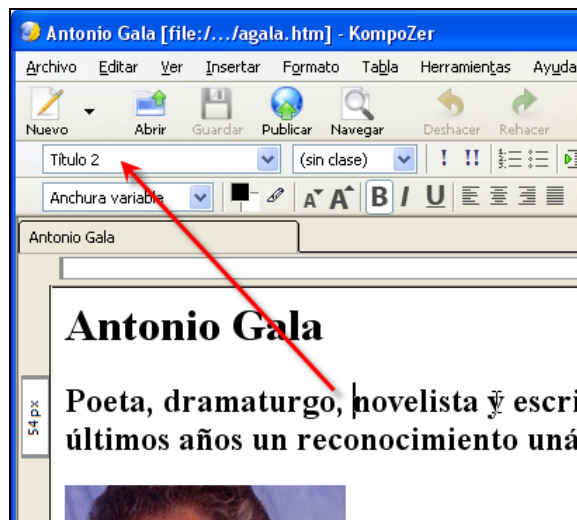 Antonio Gala [file:/.../agala.htm] - KompoZer
Archivo Editar Ver Insertar Formato Tabla Herramientas Ayuda
Nuevo Abrir Guardar Publicar Navegar Deshacer Rehacer
Título 2 (sin clase) ! !!
Anchura variable A A B I U
Antonio Gala
Antonio Gala
54 px
Poeta, dramaturgo, novelista y escri
últimos años un reconocimiento uná